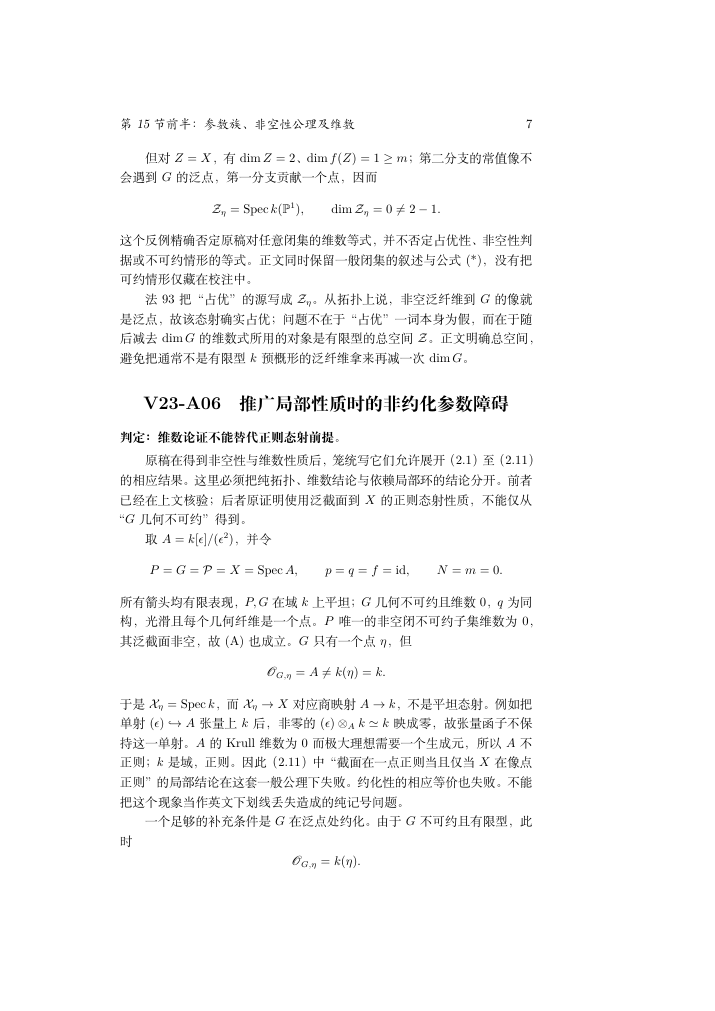 第 15 节前半：参数族、非空性公理及维数 7
但对 Z = X，有 dim Z = 2、dim f(Z) = 1 ≥ m；第二分支的常值像不
会遇到 G 的泛点，第一分支贡献一个点，因而
𝒵_η = Spec k(ℙ¹), dim 𝒵_η = 0 ≠ 2 − 1.
这个反例精确否定原稿对任意闭集的维数等式，并不否定占优性、非空性判
据或不可约情形的等式。正文同时保留一般闭集的叙述与公式 (*)，没有把
可约情形仅藏在校注中。
法 93 把“占优”的源写成 𝒵_η。从拓扑上说，非空泛纤维到 G 的像就
是泛点，故该态射确实占优；问题不在于“占优”一词本身为假，而在于随
后减去 dim G 的维数式所用的对象是有限型的总空间 𝒵。正文明确总空间，
避免把通常不是有限型 k 预概形的泛纤维拿来再减一次 dim G。
V23-A06 推广局部性质时的非约化参数障碍
判定：维数论证不能替代正则态射前提。
原稿在得到非空性与维数性质后，笼统写它们允许展开 (2.1) 至 (2.11)
的相应结果。这里必须把纯拓扑、维数结论与依赖局部环的结论分开。前者
已经在上文核验；后者原证明使用泛截面到 X 的正则态射性质，不能仅从
“G 几何不可约”得到。
取 A = k[ϵ]/(ϵ²)，并令
P = G = 𝒫 = X = Spec A, p = q = f = id, N = m = 0.
所有箭头均有限表现，P, G 在域 k 上平坦；G 几何不可约且维数 0，q 为同
构，光滑且每个几何纤维是一个点。P 唯一的非空闭不可约子集维数为 0，
其泛截面非空，故 (A) 也成立。G 只有一个点 η，但
𝒪_{G,η} = A ≠ k(η) = k.
于是 𝒳_η = Spec k，而 𝒳_η → X 对应商映射 A → k，不是平坦态射。例如把
单射 (ϵ) ↪ A 张量上 k 后，非零的 (ϵ) ⊗_A k ≃ k 映成零，故张量函子不保
持这一单射。A 的 Krull 维数为 0 而极大理想需要一个生成元，所以 A 不
正则；k 是域，正则。因此 (2.11) 中“截面在一点正则当且仅当 X 在像点
正则”的局部结论在这套一般公理下失败。约化性的相应等价也失败。不能
把这个现象当作英文下划线丢失造成的纯记号问题。
一个足够的补充条件是 G 在泛点处约化。由于 G 不可约且有限型，此
时
𝒪_{G,η} = k(η).